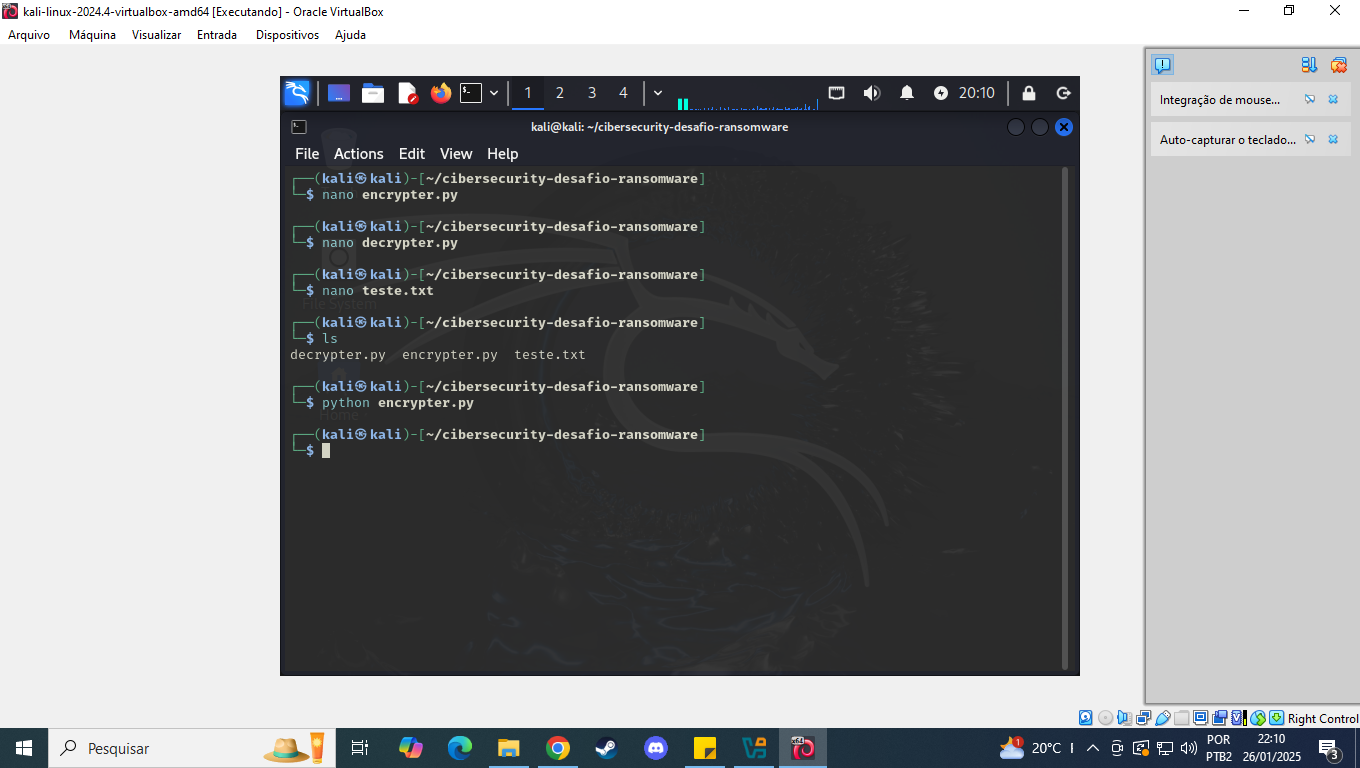 kali-linux-2024.4-virtualbox-amd64 [Executando] - Oracle VirtualBox
Arquivo Máquina Visualizar Entrada Dispositivos Ajuda
1 2 3 4 20:10
Integração de mouse...
Auto-capturar o teclado...
kali@kali: ~/cibersecurity-desafio-ransomware
File Actions Edit View Help
┌──(kali㉿kali)-[~/cibersecurity-desafio-ransomware]
└─$ nano encrypter.py
┌──(kali㉿kali)-[~/cibersecurity-desafio-ransomware]
└─$ nano decrypter.py
┌──(kali㉿kali)-[~/cibersecurity-desafio-ransomware]
└─$ nano teste.txt
File System
┌──(kali㉿kali)-[~/cibersecurity-desafio-ransomware]
└─$ ls
decrypter.py encrypter.py teste.txt
┌──(kali㉿kali)-[~/cibersecurity-desafio-ransomware]
└─$ python encrypter.py
Home
┌──(kali㉿kali)-[~/cibersecurity-desafio-ransomware]
└─$
Right Control
Pesquisar
1
20°C
POR
PTB2
22:10
26/01/2025
3